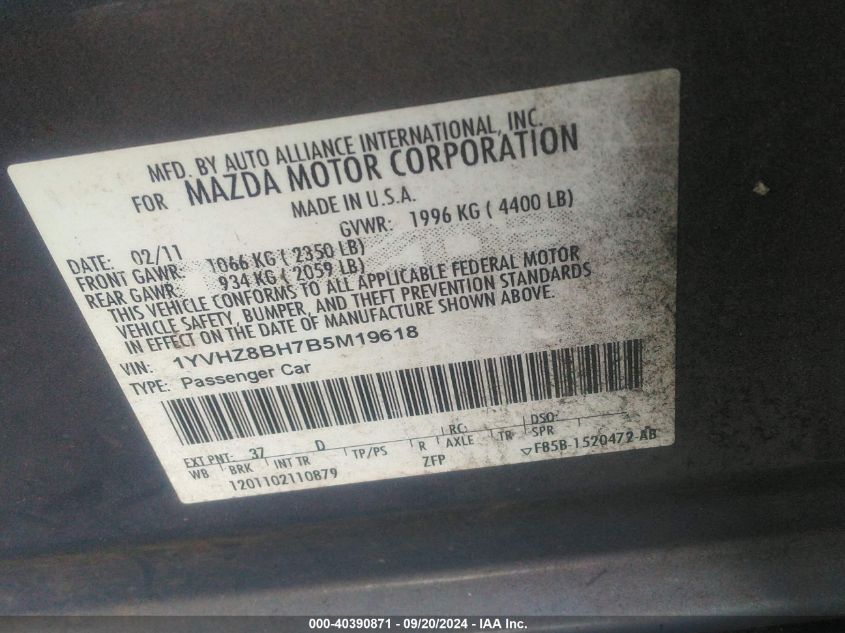 MFD. BY AUTO ALLIANCE INTERNATIONAL, INC.
FOR MAZDA MOTOR CORPORATION
MADE IN U.S.A.
DATE: 02/11 GVWR: 1996 KG ( 4400 LB)
FRONT GAWR: 1066 KG ( 2350 LB)
REAR GAWR: 934 KG ( 2059 LB)
THIS VEHICLE CONFORMS TO ALL APPLICABLE FEDERAL MOTOR
VEHICLE SAFETY, BUMPER, AND THEFT PREVENTION STANDARDS
IN EFFECT ON THE DATE OF MANUFACTURE SHOWN ABOVE.
VIN: 1YVHZ8BH7B5M19618
TYPE: Passenger Car
EXT PNT: 37 D RC: DSO:
WB BRK INT TR TP/PS R AXLE TR SPR
1201102110879 ZFP ▽FB5B-1520472-AB
000-40390871 - 09/20/2024 - IAA Inc.